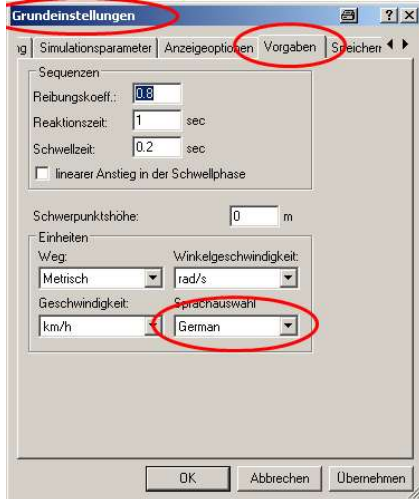 Grundeinstellungen
ng Simulationsparameter Anzeigeoptionen Vorgaben Speichern
Sequenzen
Reibungskoeff.: 0.8
Reaktionszeit: 1 sec
Schwellzeit: 0.2 sec
linearer Anstieg in der Schwellphase
Schwerpunktshöhe: 0 m
Einheiten
Weg: Winkelgeschwindigkeit:
Metrisch rad/s
Geschwindigkeit: Sprachauswahl
km/h German
OK Abbrechen Übernehmen